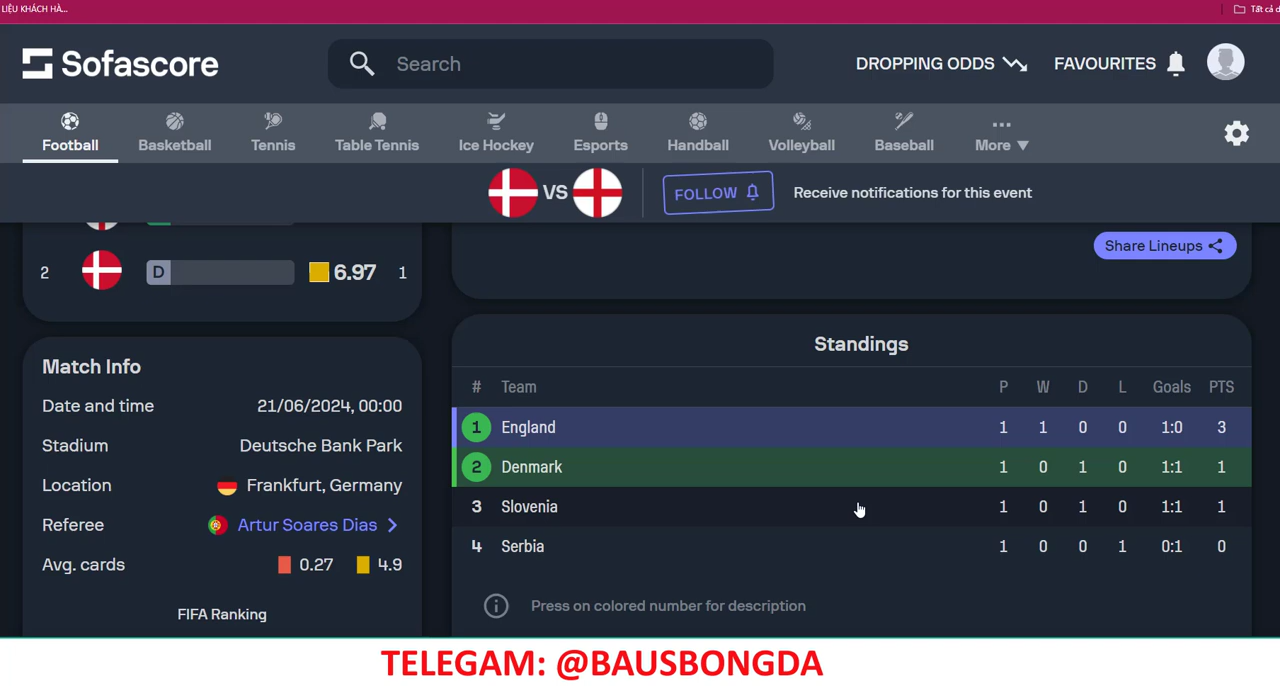 LIỆU KHÁCH HÀ...
Sofascore
Search
DROPPING ODDS
FAVOURITES
Football
Basketball
Tennis
Table Tennis
Ice Hockey
Esports
Handball
Volleyball
Baseball
More ▼
VS
FOLLOW
Receive notifications for this event
Share Lineups
2 D 6.97 1
Match Info
Date and time 21/06/2024, 00:00
Stadium Deutsche Bank Park
Location Frankfurt, Germany
Referee Artur Soares Dias >
Avg. cards 0.27 4.9
FIFA Ranking
Standings
# Team P W D L Goals PTS
1 England 1 1 0 0 1:0 3
2 Denmark 1 0 1 0 1:1 1
3 Slovenia 1 0 1 0 1:1 1
4 Serbia 1 0 0 1 0:1 0
Press on colored number for description
TELEGAM: @BAUSBONGDA